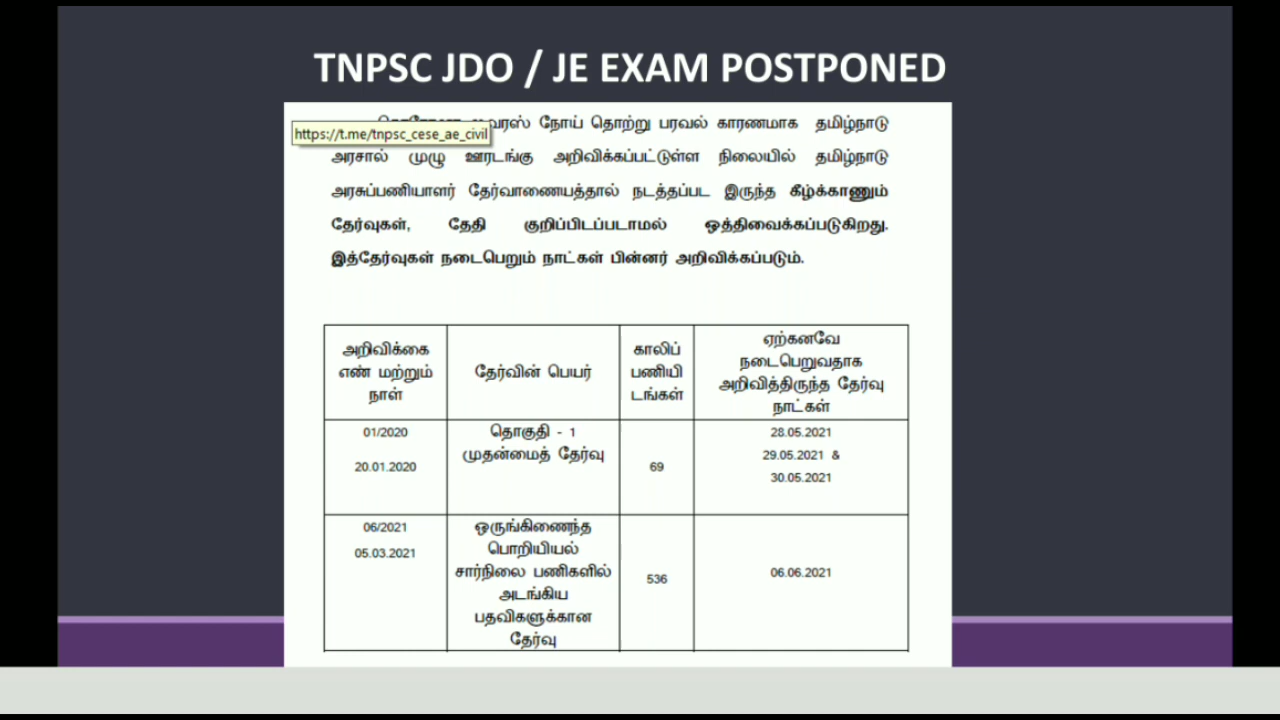 TNPSC JDO / JE EXAM POSTPONED
https://t.me/tnpsc_cese_ae_civil
நோய் தொற்று பரவல் காரணமாக தமிழ்நாடு
அரசால் முழு ஊரடங்கு அறிவிக்கப்பட்டுள்ள நிலையில் தமிழ்நாடு
அரசுப்பணியாளர் தேர்வாணையத்தால் நடத்தப்பட இருந்த கீழ்க்காணும்
தேர்வுகள், தேதி குறிப்பிடப்படாமல் ஒத்திவைக்கப்படுகிறது.
இத்தேர்வுகள் நடைபெறும் நாட்கள் பின்னர் அறிவிக்கப்படும்.
அறிவிக்கை
எண் மற்றும்
நாள்
தேர்வின் பெயர்
காலிப்
பணியி
டங்கள்
ஏற்கனவே
நடைபெறுவதாக
அறிவித்திருந்த தேர்வு
நாட்கள்
01/2020
20.01.2020
தொகுதி - 1
முதன்மைத் தேர்வு
69
28.05.2021
29.05.2021 &
30.05.2021
06/2021
05.03.2021
ஒருங்கிணைந்த
பொறியியல்
சார்நிலை பணிகளில்
அடங்கிய
பதவிகளுக்கான
தேர்வு
536
06.06.2021